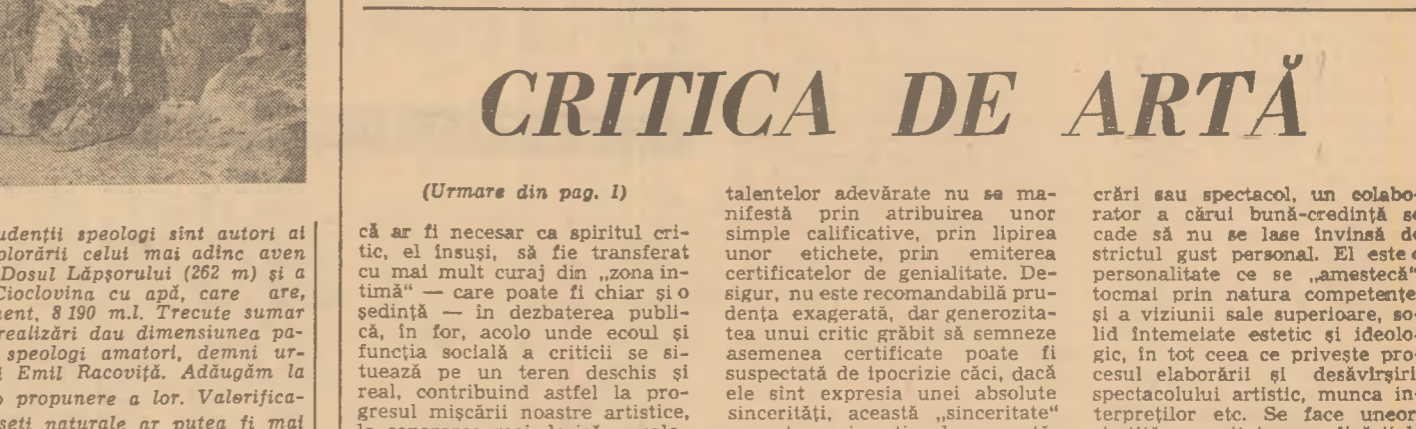 udenții speologi sînt autori ai
plorării celui mai adînc aven
Dosul Lăpșorului (262 m) și a
Cioclovina cu apă, care are,
ment, 8 190 m.l. Trecute sumar
realizări dau dimensiunea pa-
speologi amatori, demni ur-
i Emil Racoviță. Adăugăm la
o propunere a lor. Valorifica-
seti naturale ar putea fi mai
CRITICA DE ARTĂ
(Urmare din pag. 1)
că ar fi necesar ca spiritul cri-
tic, el însuși, să fie transferat
cu mai mult curaj din „zona in-
timă“ — care poate fi chiar și o
ședință — în dezbaterea publi-
că, în for, acolo unde ecoul și
funcția socială a criticii se si-
tuează pe un teren deschis și
real, contribuind astfel la pro-
gresul mișcării noastre artistice,
talentelor adevărate nu se ma-
nifestă prin atribuirea unor
simple calificative, prin lipirea
unor etichete, prin emiterea
certificatelor de genialitate. De-
sigur, nu este recomandabilă pru-
dența exagerată, dar generozita-
tea unui critic grăbit să semneze
asemenea certificate poate fi
suspectată de ipocrizie căci, dacă
ele sînt expresia unei absolute
sincerități, această „sinceritate“
crări sau spectacol, un colabo-
rator a cărui bună-credință se
cade să nu se lase învinsă de
strictul gust personal. El este o
personalitate ce se „amestecă“
tocmai prin natura competenței
și a viziunii sale superioare, so-
lid întemeiate estetic și ideolo-
gic, în tot ceea ce privește pro-
cesul elaborării și desăvîrșirii
spectacolului artistic, munca in-
terpreților etc. Se face uneor